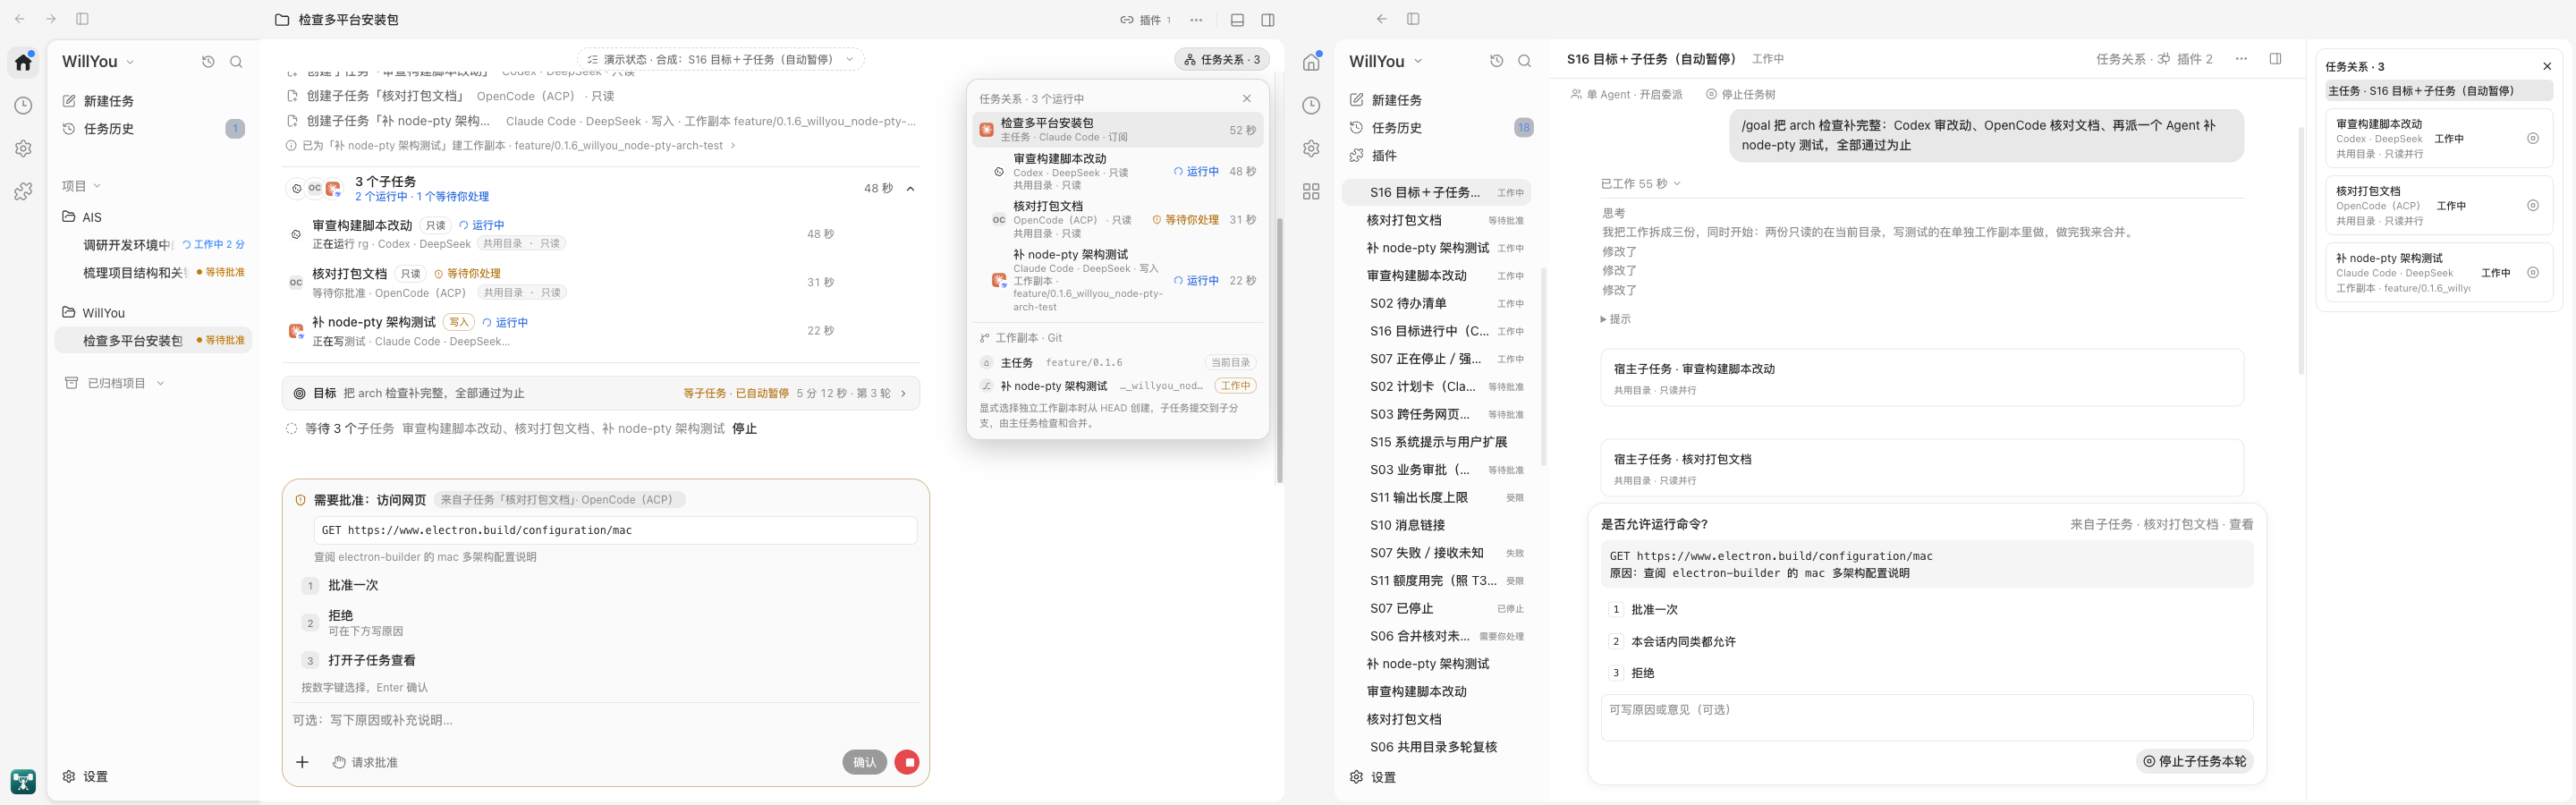 检查多平台安装包
插件 1
WillYou
新建任务
任务历史
1
项目
AIS
调研开发环境中
工作中 2 分
梳理项目结构和关
等待批准
WillYou
检查多平台安装包
等待批准
已归档项目
设置
演示状态 · 合成：S16 目标＋子任务（自动暂停）
任务关系 · 3
创建子任务「审查构建脚本改动」 Codex · DeepSeek · 只读
创建子任务「核对打包文档」 OpenCode（ACP） · 只读
创建子任务「补 node-pty 架构... Claude Code · DeepSeek · 写入 · 工作副本 feature/0.1.6_willyou_node-pty-...
已为「补 node-pty 架构测试」建工作副本 · feature/0.1.6_willyou_node-pty-arch-test
OC
3 个子任务
2 个运行中 · 1 个等待你处理
48 秒
审查构建脚本改动 只读 运行中
正在运行 rg · Codex · DeepSeek 共用目录 · 只读
48 秒
OC
核对打包文档 只读 等待你处理
等待你批准 · OpenCode（ACP） 共用目录 · 只读
31 秒
补 node-pty 架构测试 写入 运行中
正在写测试 · Claude Code · DeepSeek...
22 秒
目标 把 arch 检查补完整，全部通过为止
等子任务 · 已自动暂停 5 分 12 秒 · 第 3 轮
等待 3 个子任务 审查构建脚本改动、核对打包文档、补 node-pty 架构测试 停止
需要批准：访问网页 来自子任务「核对打包文档」· OpenCode（ACP）
GET https://www.electron.build/configuration/mac
查阅 electron-builder 的 mac 多架构配置说明
1 批准一次
2 拒绝
可在下方写原因
3 打开子任务查看
按数字键选择，Enter 确认
可选：写下原因或补充说明...
请求批准
确认
任务关系 · 3 个运行中
检查多平台安装包
主任务 · Claude Code · 订阅
52 秒
审查构建脚本改动
Codex · DeepSeek · 只读
共用目录 · 只读
运行中 48 秒
OC
核对打包文档
OpenCode（ACP） · 只读
共用目录 · 只读
等待你处理 31 秒
补 node-pty 架构测试
Claude Code · DeepSeek · 写入
工作副本 ·
feature/0.1.6_willyou_node-pty-
arch-test
运行中 22 秒
工作副本 · Git
主任务 feature/0.1.6 当前目录
补 node-pty 架构测试 …_willyou_nod… 工作中
显式选择独立工作副本时从 HEAD 创建，子任务提交到子分
支，由主任务检查和合并。
WillYou
新建任务
任务历史
18
插件
S16 目标＋子任务... 工作中
核对打包文档 等待批准
补 node-pty 架构测试 工作中
审查构建脚本改动 工作中
S02 待办清单 工作中
S16 目标进行中（C... 工作中
S07 正在停止 / 强... 工作中
S02 计划卡（Cla... 等待批准
S03 跨任务网页... 等待批准
S15 系统提示与用户扩展
S03 业务审批（... 等待批准
S11 输出长度上限 受限
S10 消息链接
S07 失败 / 接收未知 失败
S11 额度用完（照 T3... 受限
S07 已停止 已停止
S06 合并核对未... 需要你处理
补 node-pty 架构测试
审查构建脚本改动
核对打包文档
S06 共用目录多轮复核
设置
S16 目标＋子任务（自动暂停） 工作中
任务关系 · 3
插件 2
单 Agent · 开启委派
停止任务树
/goal 把 arch 检查补完整：Codex 审改动、OpenCode 核对文档、再派一个 Agent 补
node-pty 测试，全部通过为止
已工作 55 秒
思考
我把工作拆成三份，同时开始：两份只读的在当前目录，写测试的在单独工作副本里做，做完我来合并。
修改了
修改了
修改了
提示
宿主子任务 · 审查构建脚本改动
共用目录 · 只读并行
宿主子任务 · 核对打包文档
共用目录 · 只读并行
是否允许运行命令？
来自子任务 · 核对打包文档 · 查看
GET https://www.electron.build/configuration/mac
原因：查阅 electron-builder 的 mac 多架构配置说明
1 批准一次
2 本会话内同类都允许
3 拒绝
可写原因或意见（可选）
停止子任务本轮
任务关系 · 3
主任务 · S16 目标＋子任务（自动暂停）
审查构建脚本改动
Codex · DeepSeek 工作中
共用目录 · 只读并行
核对打包文档
OpenCode（ACP） 工作中
共用目录 · 只读并行
补 node-pty 架构测试
Claude Code · DeepSeek 工作中
工作副本 · feature/0.1.6_willy